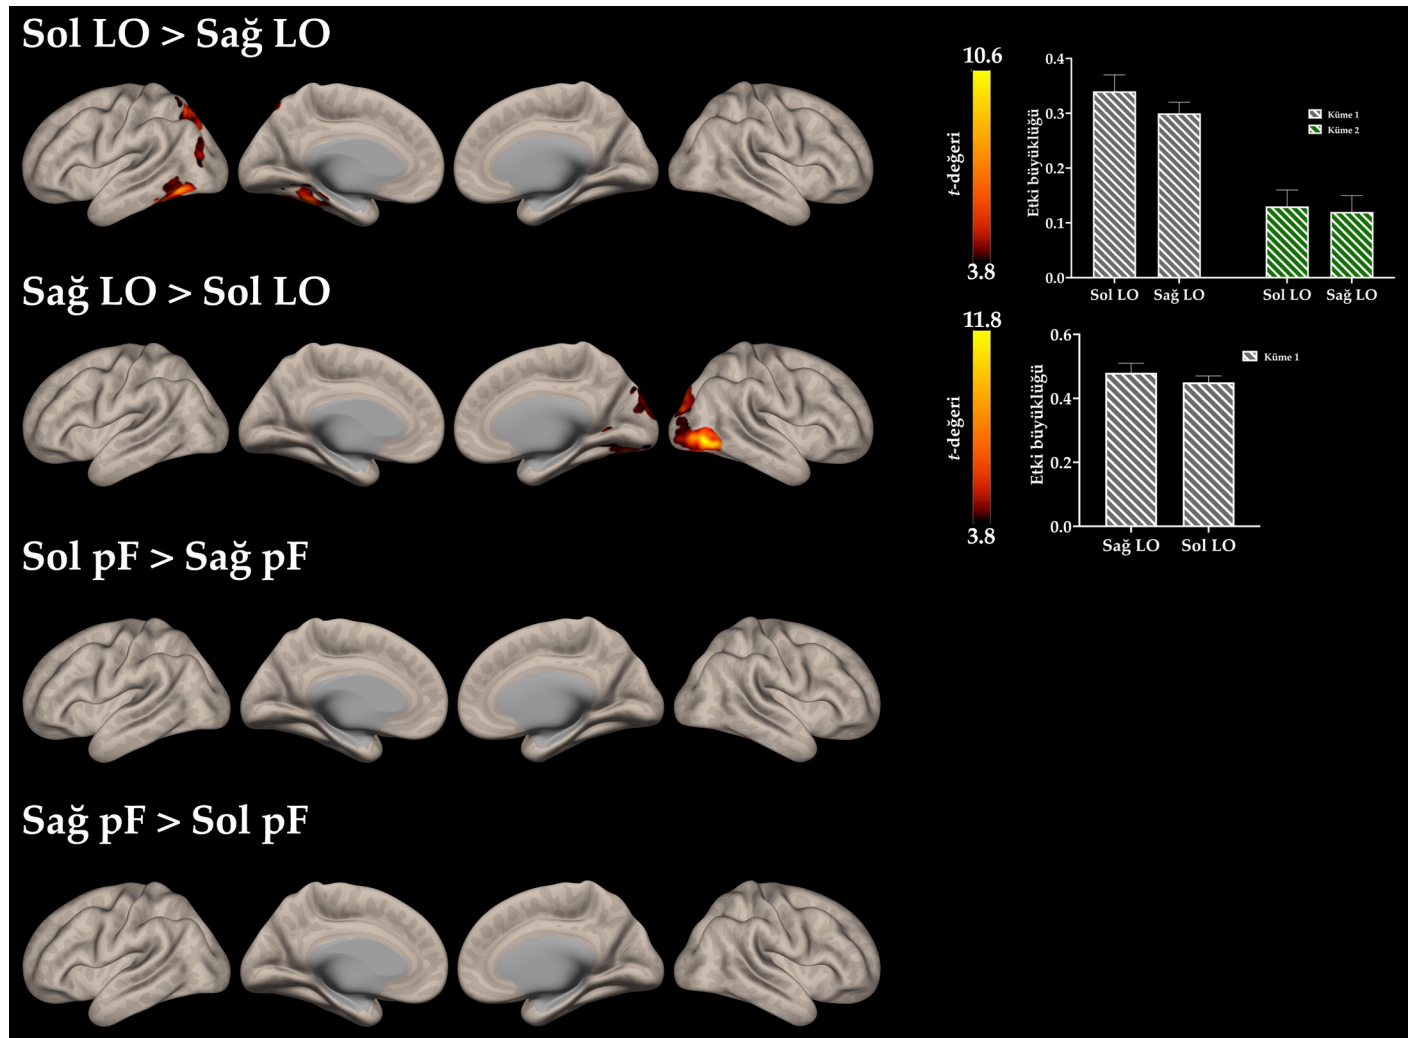 Sol LO > Sağ LO
10.6
t-değeri
3.8
Etki büyüklüğü
0.4
0.3
0.2
0.1
0.0
Sol LO Sağ LO Sol LO Sağ LO
Küme 1
Küme 2
Sağ LO > Sol LO
11.8
t-değeri
3.8
Etki büyüklüğü
0.6
0.4
0.2
0.0
Sağ LO Sol LO
Küme 1
Sol pF > Sağ pF
Sağ pF > Sol pF